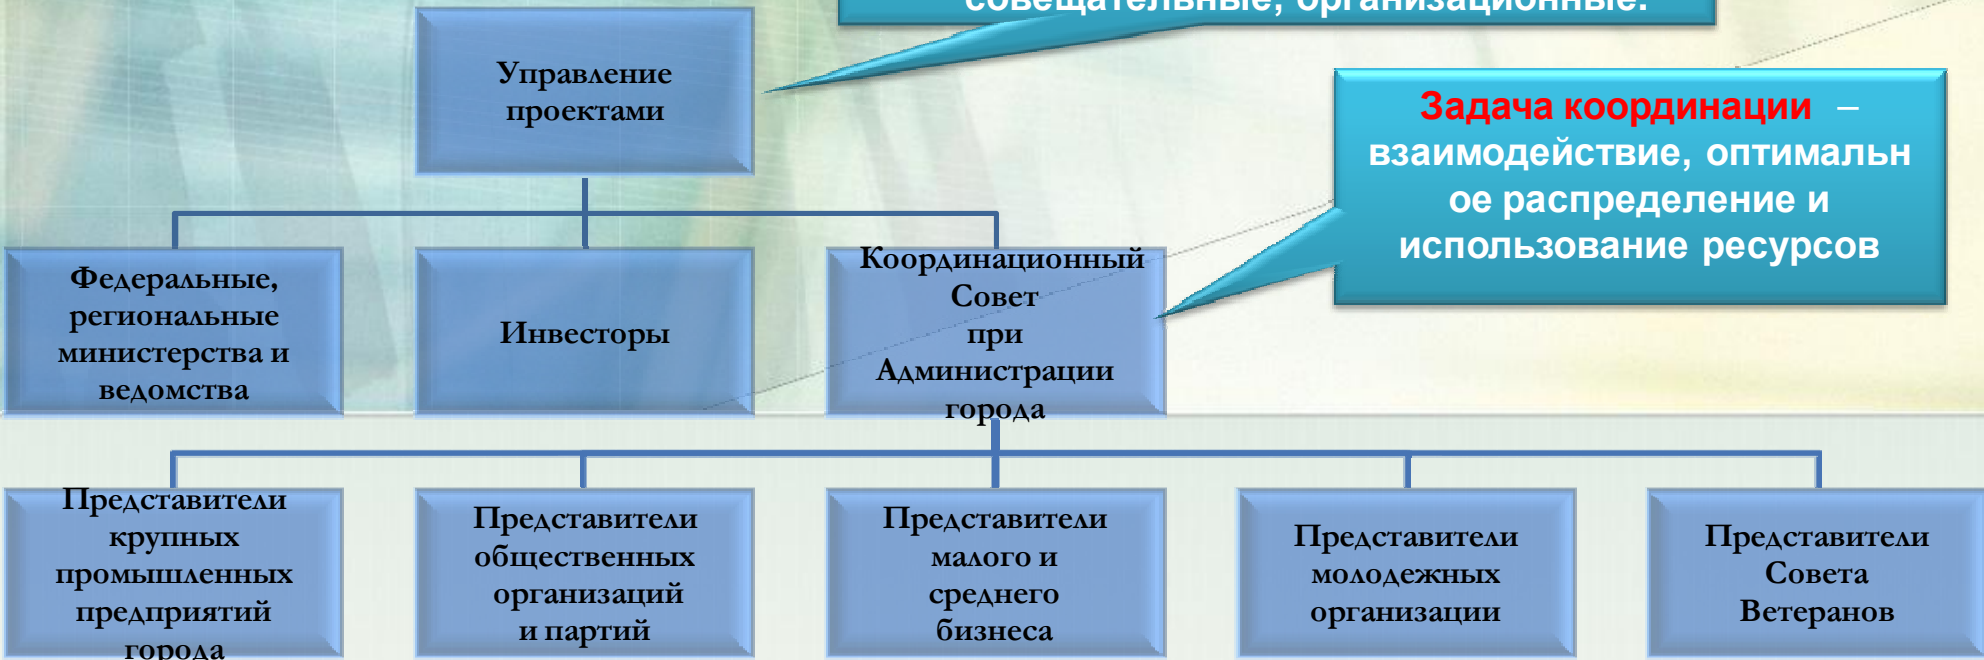 совещательные, организационные.
Управление
проектами
Задача координации –
взаимодействие, оптимальн
ое распределение и
использование ресурсов
Федеральные,
региональные
министерства и
ведомства
Инвесторы
Координационный
Совет
при
Администрации
города
Представители
крупных
промышленных
предприятий
города
Представители
общественных
организаций
и партий
Представители
малого и
среднего
бизнеса
Представители
молодежных
организации
Представители
Совета
Ветеранов